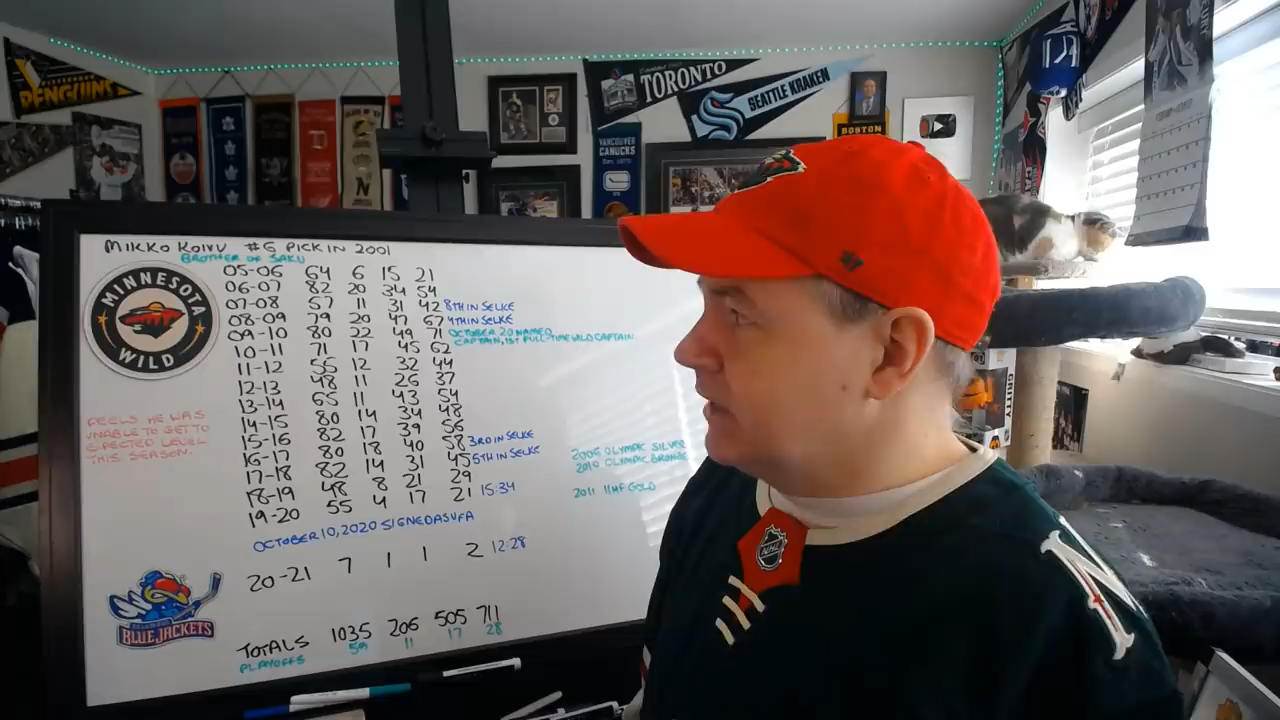 PENGUINS
TORONTO
SEATTLE KRAKEN
VANCOUVER
CANUCKS
BOSTON
MIKKO KOIVU #6 PICK IN 2001
BROTHER OF SAKU
05-06 64 6 15 21
06-07 82 20 34 54
07-08 57 11 31 42 8TH IN SELKE
08-09 79 20 47 67 4TH IN SELKE
09-10 80 22 49 71 OCTOBER 20 NAMED
CAPTAIN, 1ST FULL-TIME WILD CAPTAIN
10-11 71 17 45 62
11-12 55 12 32 44
12-13 48 11 26 37
13-14 65 11 43 54
14-15 80 14 34 48
15-16 82 17 39 56
16-17 80 18 40 58 3RD IN SELKE
17-18 82 14 31 45 6TH IN SELKE
18-19 48 8 21 29
19-20 55 4 17 21 15:34
MINNESOTA
WILD
FEELS HE WAS
UNABLE TO GET TO
EXPECTED LEVEL
THIS SEASON.
2006 OLYMPIC SILVER
2010 OLYMPIC BRONZE
2011 IIHF GOLD
OCTOBER 10, 2020 SIGNED AS UFA
20-21 7 1 1 2 12:28
BLUE JACKETS
TOTALS 1035 206 505 711
PLAYOFFS 59 11 17 28
NHL
GRITTY
N